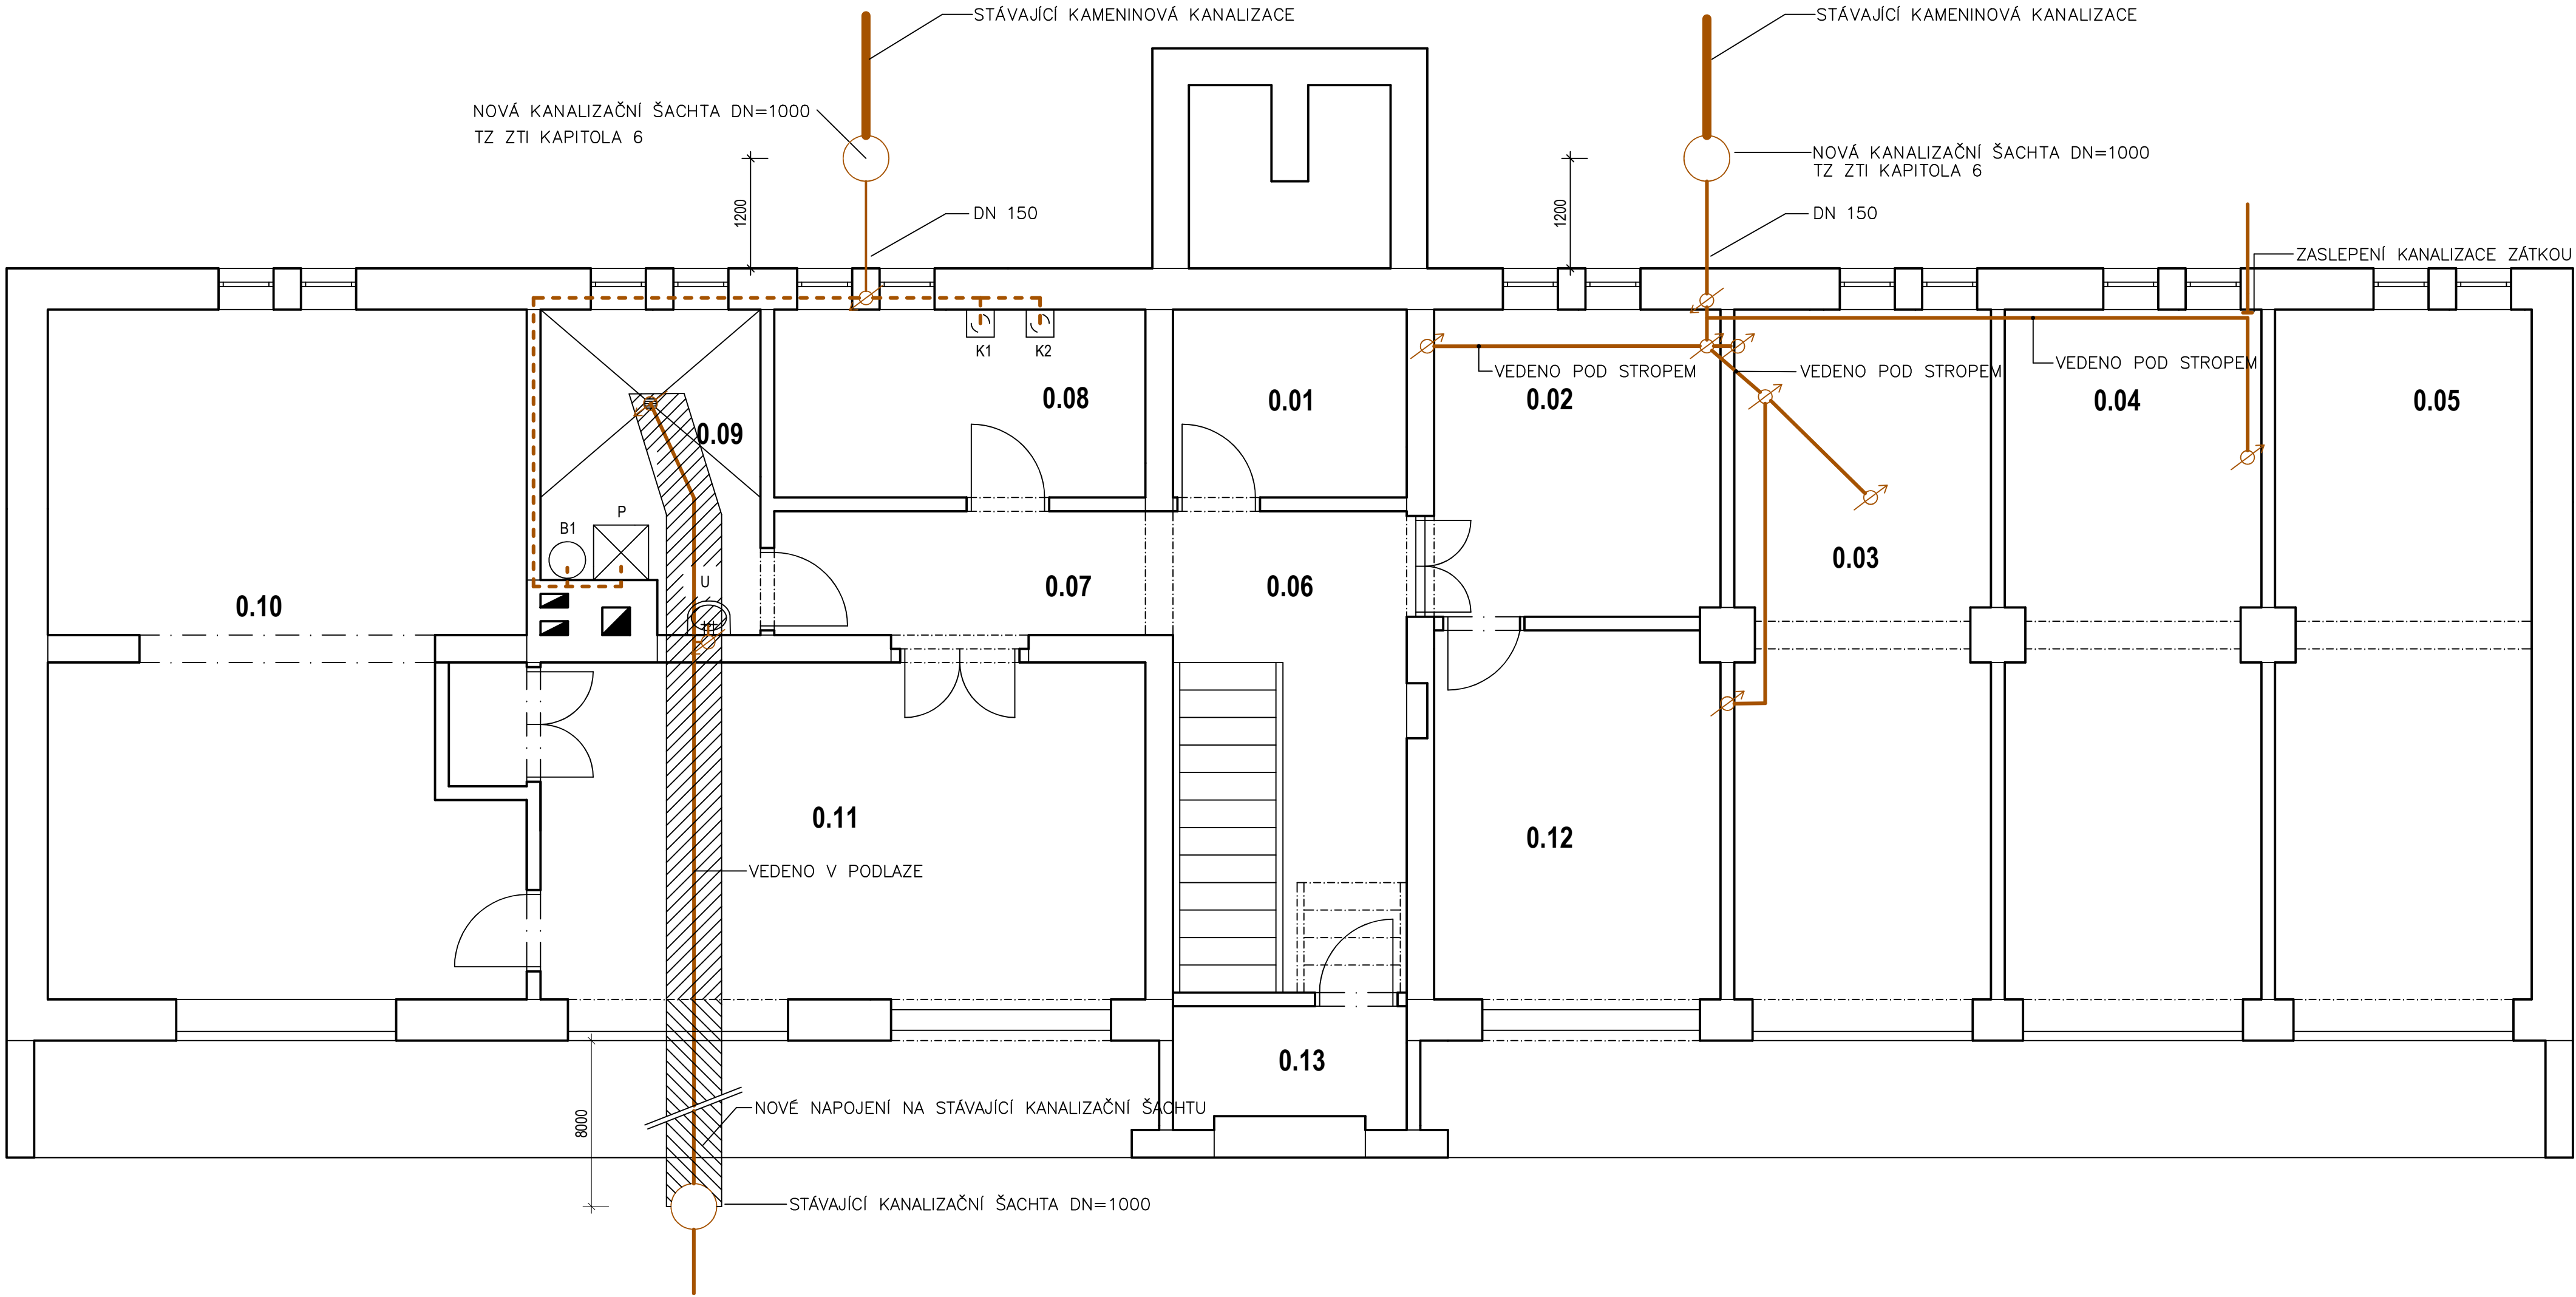 STÁVAJÍCÍ KAMENINOVÁ KANALIZACE
STÁVAJÍCÍ KAMENINOVÁ KANALIZACE
NOVÁ KANALIZAČNÍ ŠACHTA DN=1000
TZ ZTI KAPITOLA 6
NOVÁ KANALIZAČNÍ ŠACHTA DN=1000
TZ ZTI KAPITOLA 6
1200
DN 150
1200
DN 150
ZASLEPENÍ KANALIZACE ZÁTKOU
K1
K2
VEDENO POD STROPEM
VEDENO POD STROPEM
VEDENO POD STROPEM
0.08
0.01
0.02
0.04
0.05
0.09
P
B1
0.03
U
0.07
0.06
0.10
0.11
0.12
VEDENO V PODLAZE
0.13
8000
NOVÉ NAPOJENÍ NA STÁVAJÍCÍ KANALIZAČNÍ ŠACHTU
STÁVAJÍCÍ KANALIZAČNÍ ŠACHTA DN=1000